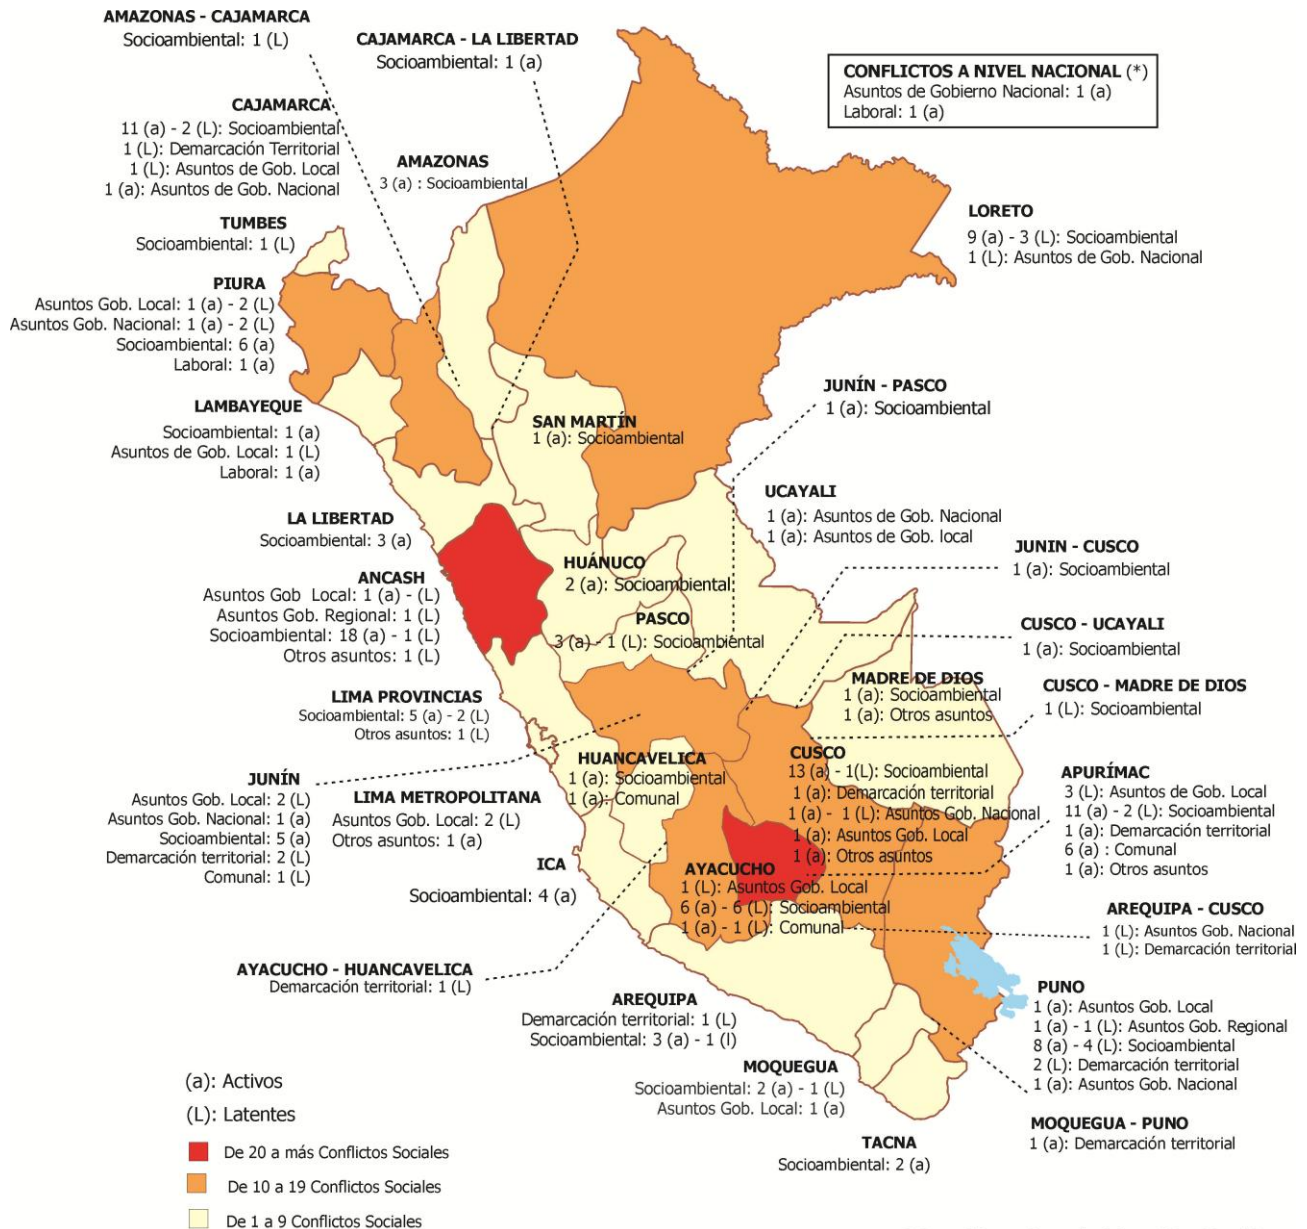 AMAZONAS - CAJAMARCA
Socioambiental: 1 (L)
CAJAMARCA - LA LIBERTAD
Socioambiental: 1 (a)
CONFLICTOS A NIVEL NACIONAL (*)
Asuntos de Gobierno Nacional: 1 (a)
Laboral: 1 (a)
CAJAMARCA
11 (a) - 2 (L): Socioambiental
1 (L): Demarcación Territorial
1 (L): Asuntos de Gob. Local
1 (a): Asuntos de Gob. Nacional
AMAZONAS
3 (a) : Socioambiental
LORETO
9 (a) - 3 (L): Socioambiental
1 (L): Asuntos de Gob. Nacional
TUMBES
Socioambiental: 1 (L)
PIURA
Asuntos Gob. Local: 1 (a) - 2 (L)
Asuntos Gob. Nacional: 1 (a) - 2 (L)
Socioambiental: 6 (a)
Laboral: 1 (a)
LAMBAYEQUE
Socioambiental: 1 (a)
Asuntos de Gob. Local: 1 (L)
Laboral: 1 (a)
SAN MARTÍN
1 (a): Socioambiental
JUNÍN - PASCO
1 (a): Socioambiental
UCAYALI
1 (a): Asuntos de Gob. Nacional
1 (a): Asuntos de Gob. local
LA LIBERTAD
Socioambiental: 3 (a)
HUÁNUCO
2 (a): Socioambiental
JUNIN - CUSCO
1 (a): Socioambiental
ANCASH
Asuntos Gob Local: 1 (a) - (L)
Asuntos Gob. Regional: 1 (L)
Socioambiental: 18 (a) - 1 (L)
Otros asuntos: 1 (L)
PASCO
3 (a) - 1 (L): Socioambiental
CUSCO - UCAYALI
1 (a): Socioambiental
MADRE DE DIOS
1 (a): Socioambiental
1 (a): Otros asuntos
CUSCO - MADRE DE DIOS
1 (L): Socioambiental
LIMA PROVINCIAS
Socioambiental: 5 (a) - 2 (L)
Otros asuntos: 1 (L)
HUANCAVELICA
1 (a): Socioambiental
1 (a): Comunal
CUSCO
13 (a) - 1(L): Socioambiental
1 (a): Demarcación territorial
1 (a) - 1 (L): Asuntos Gob. Nacional
1 (a): Asuntos Gob. Local
1 (a): Otros asuntos
APURÍMAC
3 (L): Asuntos de Gob. Local
11 (a) - 2 (L): Socioambiental
1 (a): Demarcación territorial
6 (a) : Comunal
1 (a): Otros asuntos
JUNÍN
Asuntos Gob. Local: 2 (L)
Asuntos Gob. Nacional: 1 (a)
Socioambiental: 5 (a)
Demarcación territorial: 2 (L)
Comunal: 1 (L)
LIMA METROPOLITANA
Asuntos Gob. Local: 2 (L)
Otros asuntos: 1 (a)
ICA
Socioambiental: 4 (a)
AYACUCHO
1 (L): Asuntos Gob. Local
6 (a) - 6 (L): Socioambiental
1 (a) - 1 (L): Comunal
AREQUIPA - CUSCO
1 (L): Asuntos Gob. Nacional
1 (L): Demarcación territorial
AYACUCHO - HUANCAVELICA
Demarcación territorial: 1 (L)
AREQUIPA
Demarcación territorial: 1 (L)
Socioambiental: 3 (a) - 1 (l)
PUNO
1 (a): Asuntos Gob. Local
1 (a) - 1 (L): Asuntos Gob. Regional
8 (a) - 4 (L): Socioambiental
2 (L): Demarcación territorial
1 (a): Asuntos Gob. Nacional
MOQUEGUA
Socioambiental: 2 (a) - 1 (L)
Asuntos Gob. Local: 1 (a)
MOQUEGUA - PUNO
1 (a): Demarcación territorial
TACNA
Socioambiental: 2 (a)
(a): Activos
(L): Latentes
De 20 a más Conflictos Sociales
De 10 a 19 Conflictos Sociales
De 1 a 9 Conflictos Sociales